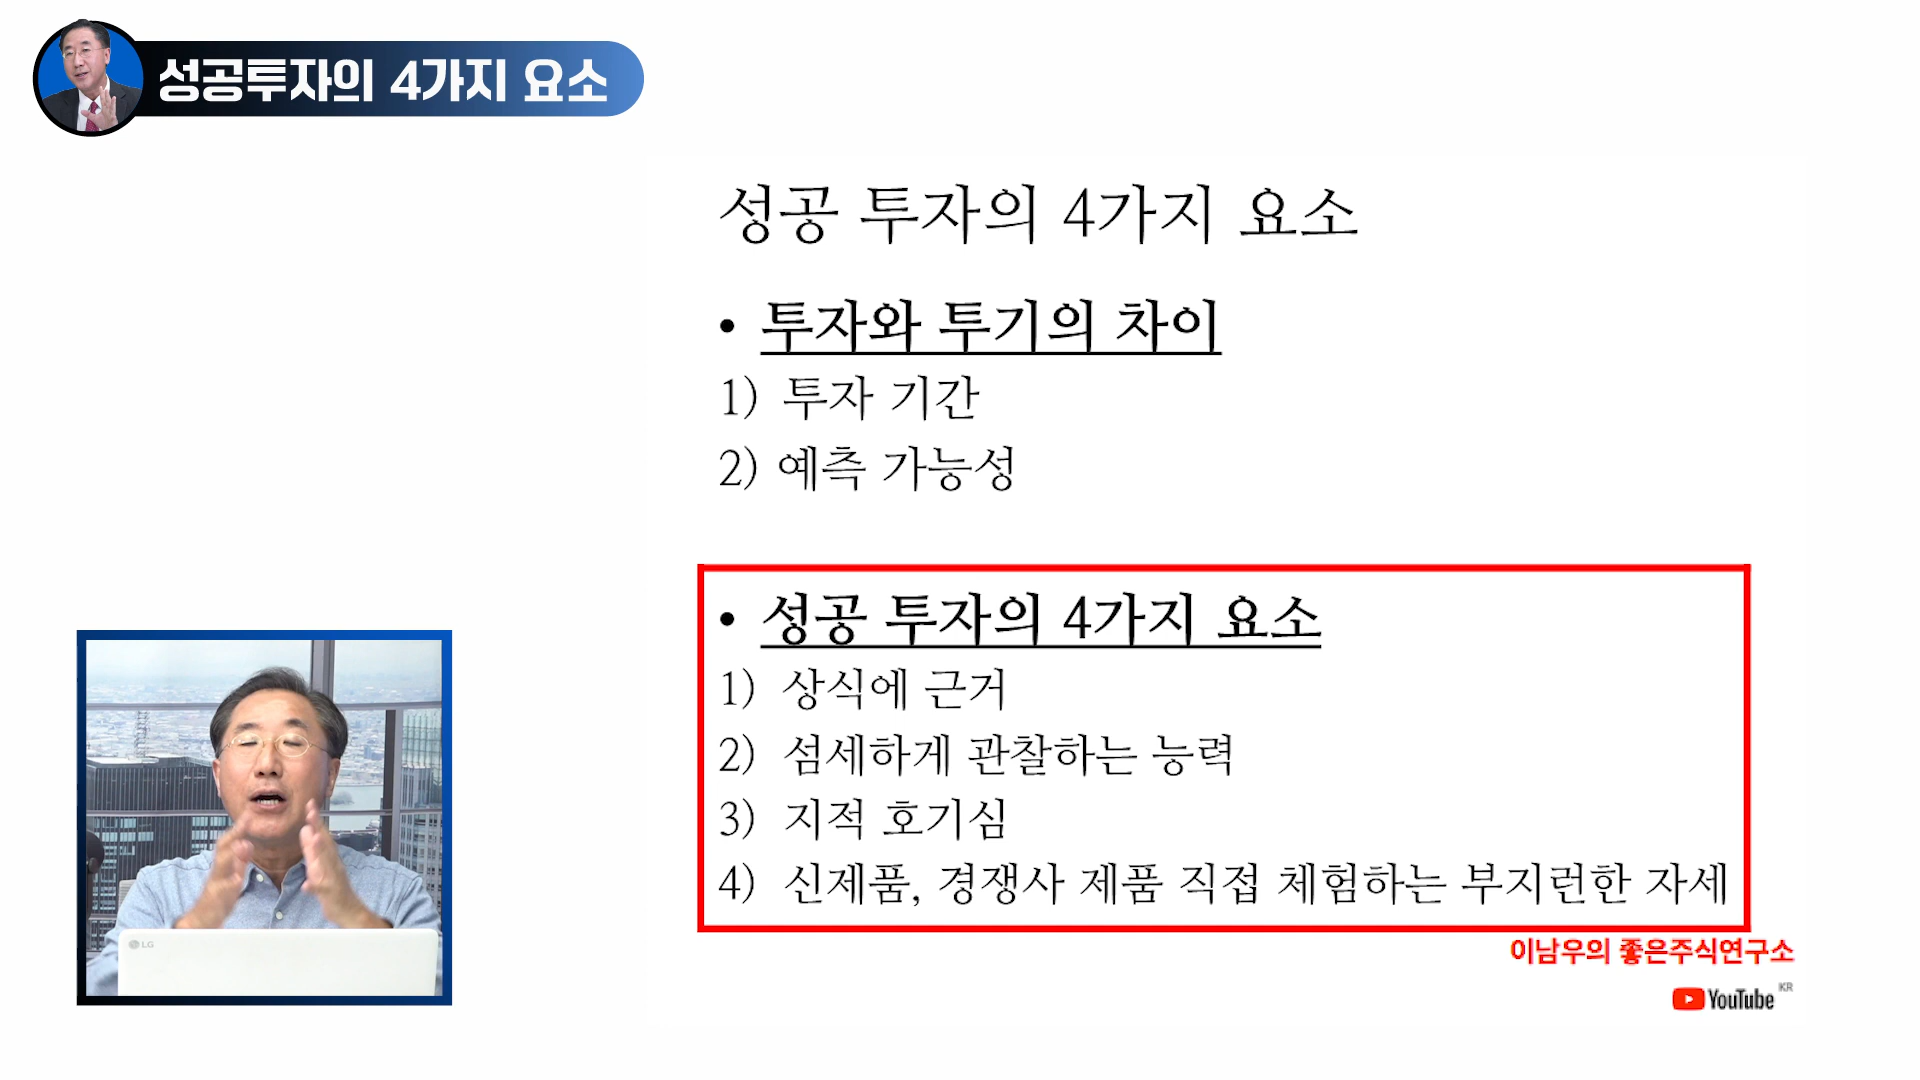 성공투자의 4가지 요소
성공 투자의 4가지 요소
• 투자와 투기의 차이
1) 투자 기간
2) 예측 가능성
• 성공 투자의 4가지 요소
1) 상식에 근거
2) 섬세하게 관찰하는 능력
3) 지적 호기심
4) 신제품, 경쟁사 제품 직접 체험하는 부지런한 자세
LG
이남우의 좋은주식연구소
YouTube KR